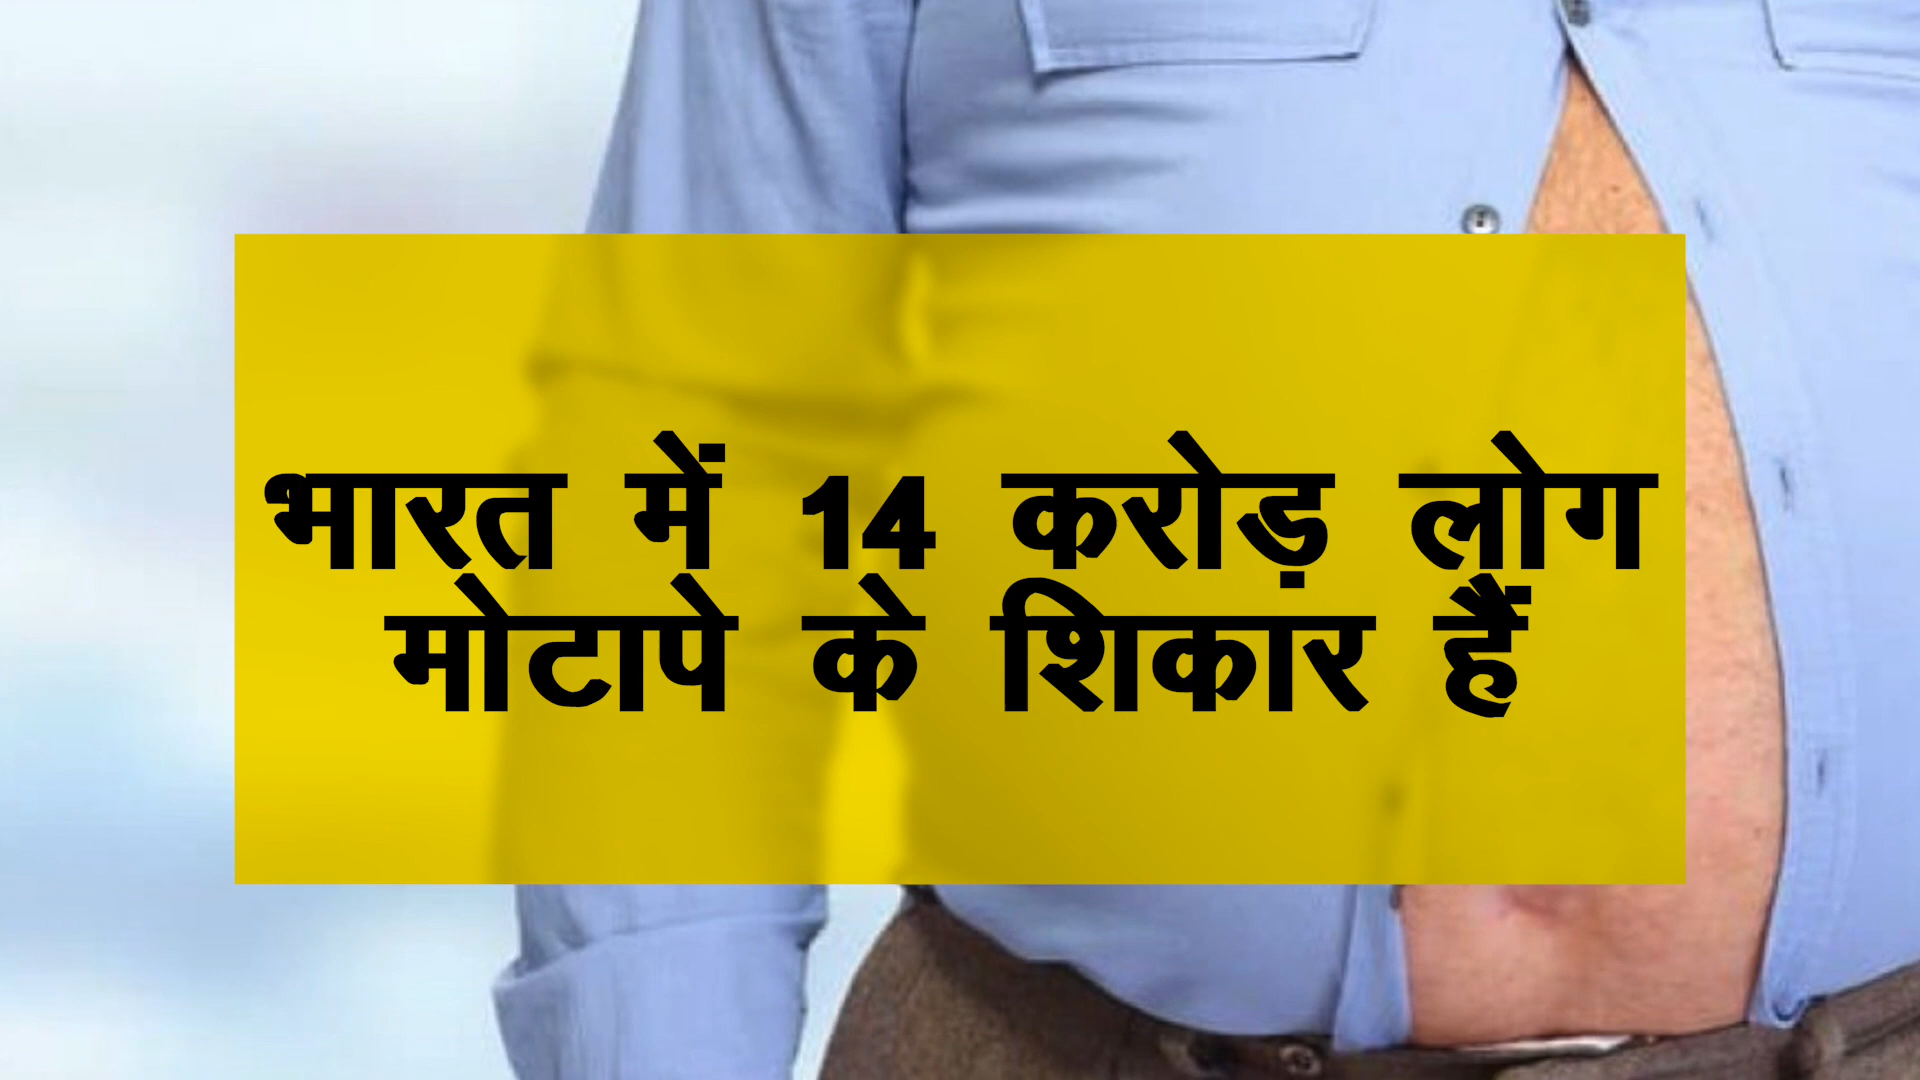 भारत में 14 करोड़ लोग
मोटापे के शिकार हैं